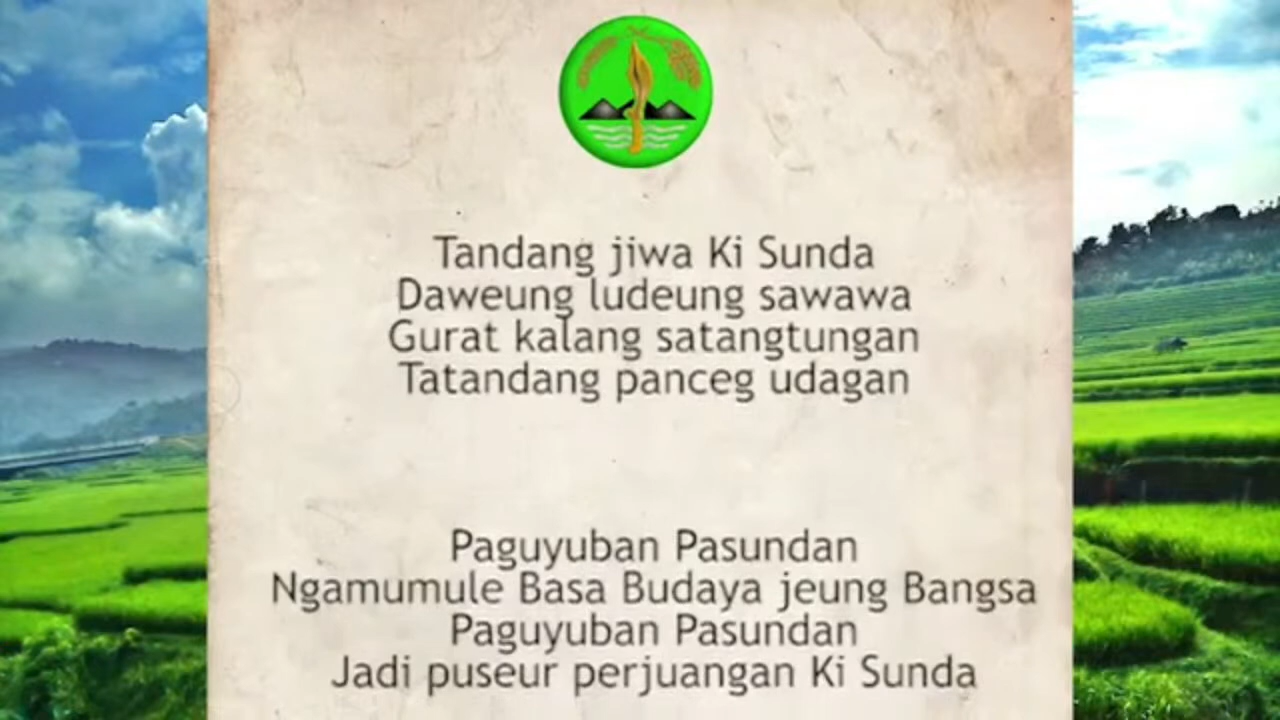 Tandang jiwa Ki Sunda
Daweung ludeung sawawa
Gurat kalang satangtungan
Tatandang panceg udagan
Paguyuban Pasundan
Ngamumule Basa Budaya jeung Bangsa
Paguyuban Pasundan
Jadi puseur perjuangan Ki Sunda